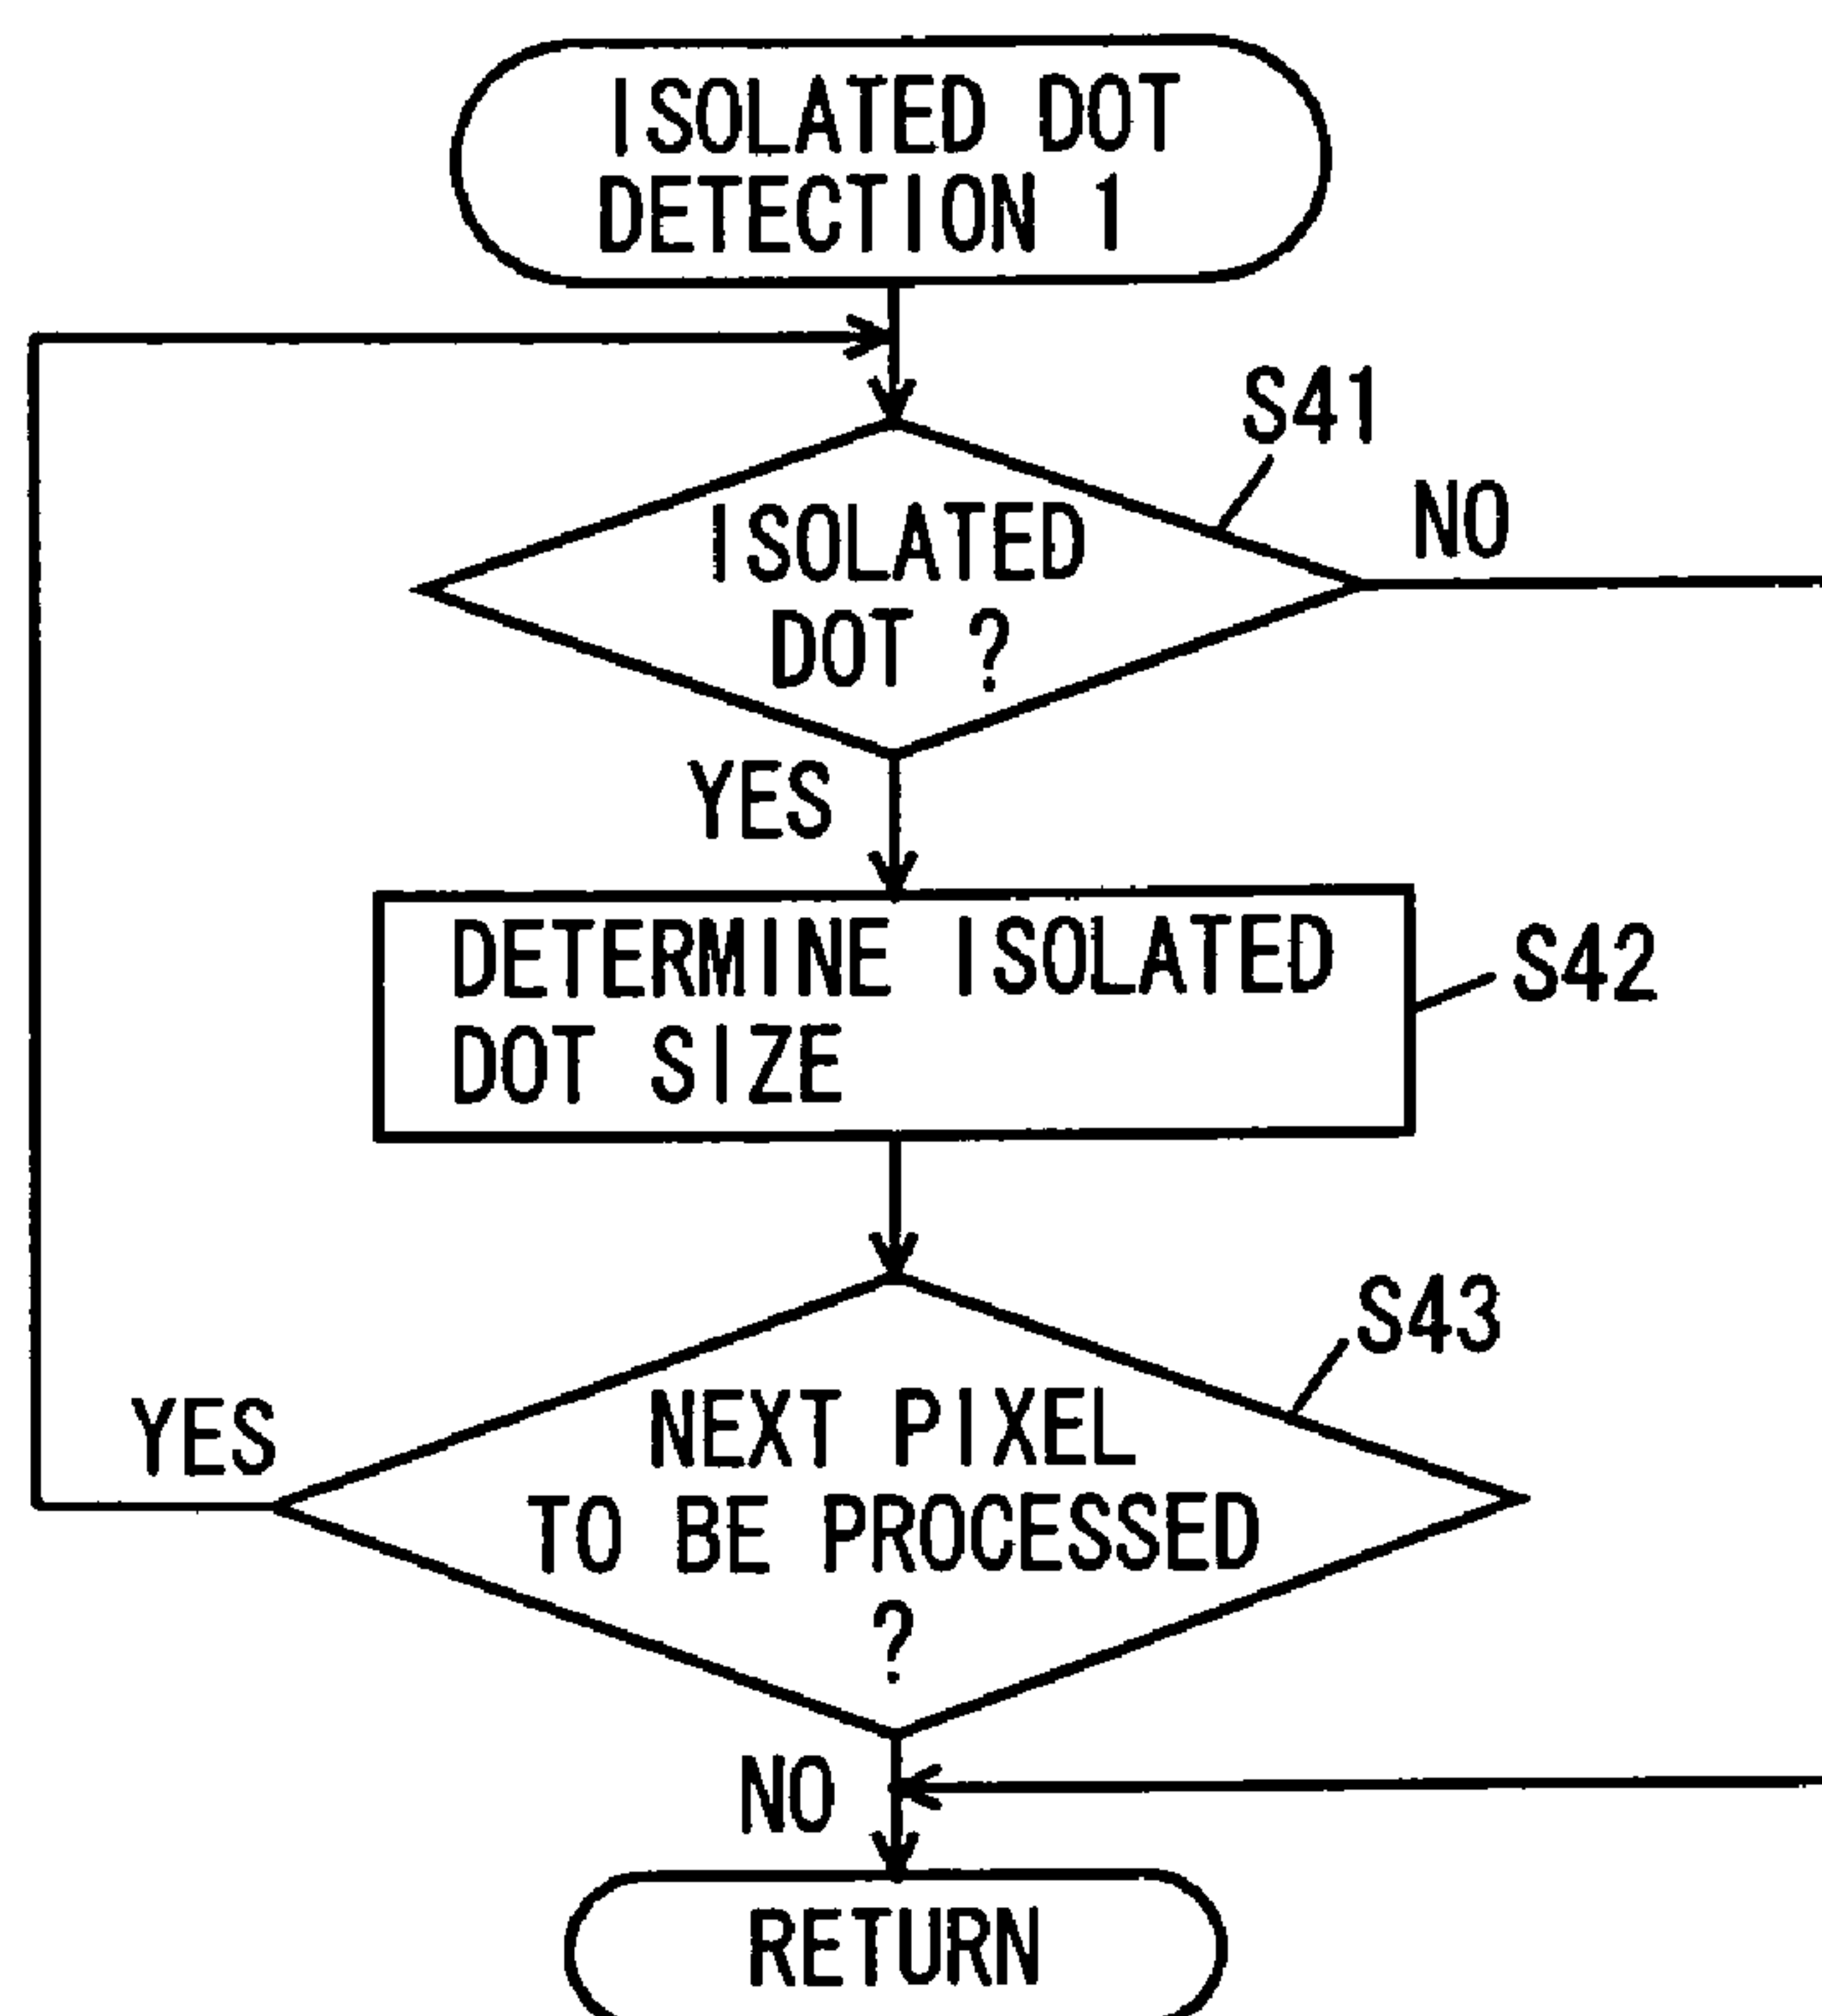 ISOLATED DOT
DETECTION 1
S41
NO
ISOLATED
DOT ?
YES
DETERMINE ISOLATED
DOT SIZE
S42
S43
YES
NEXT PIXEL
TO BE PROCESSED
?
NO
RETURN